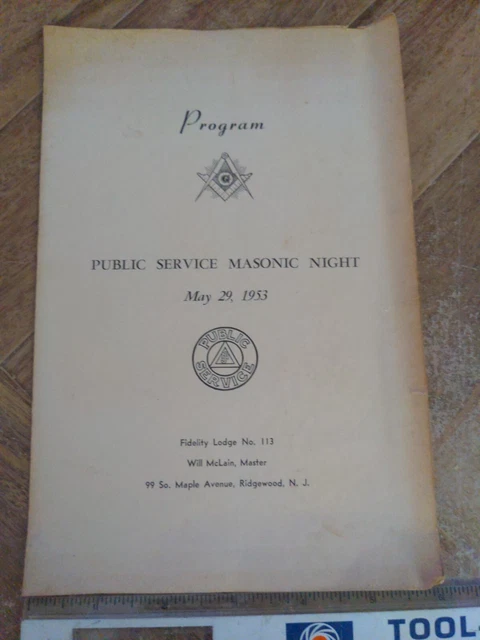 Program
G
PUBLIC SERVICE MASONIC NIGHT
May 29, 1953
PUBLIC
SERVICE
Fidelity Lodge No. 113
Will McLain, Master
99 So. Maple Avenue, Ridgewood, N. J.
TOOL-